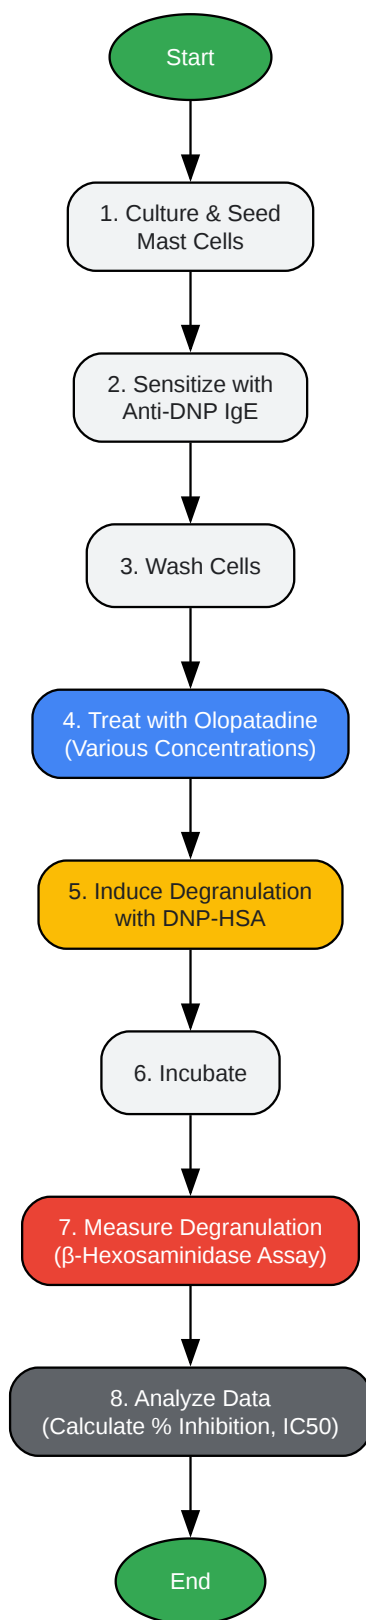 Start
1. Culture & Seed
Mast Cells
2. Sensitize with
Anti-DNP IgE
3. Wash Cells
4. Treat with Olopatadine
(Various Concentrations)
5. Induce Degranulation
with DNP-HSA
6. Incubate
7. Measure Degranulation
(β-Hexosaminidase Assay)
8. Analyze Data
(Calculate % Inhibition, IC50)
End